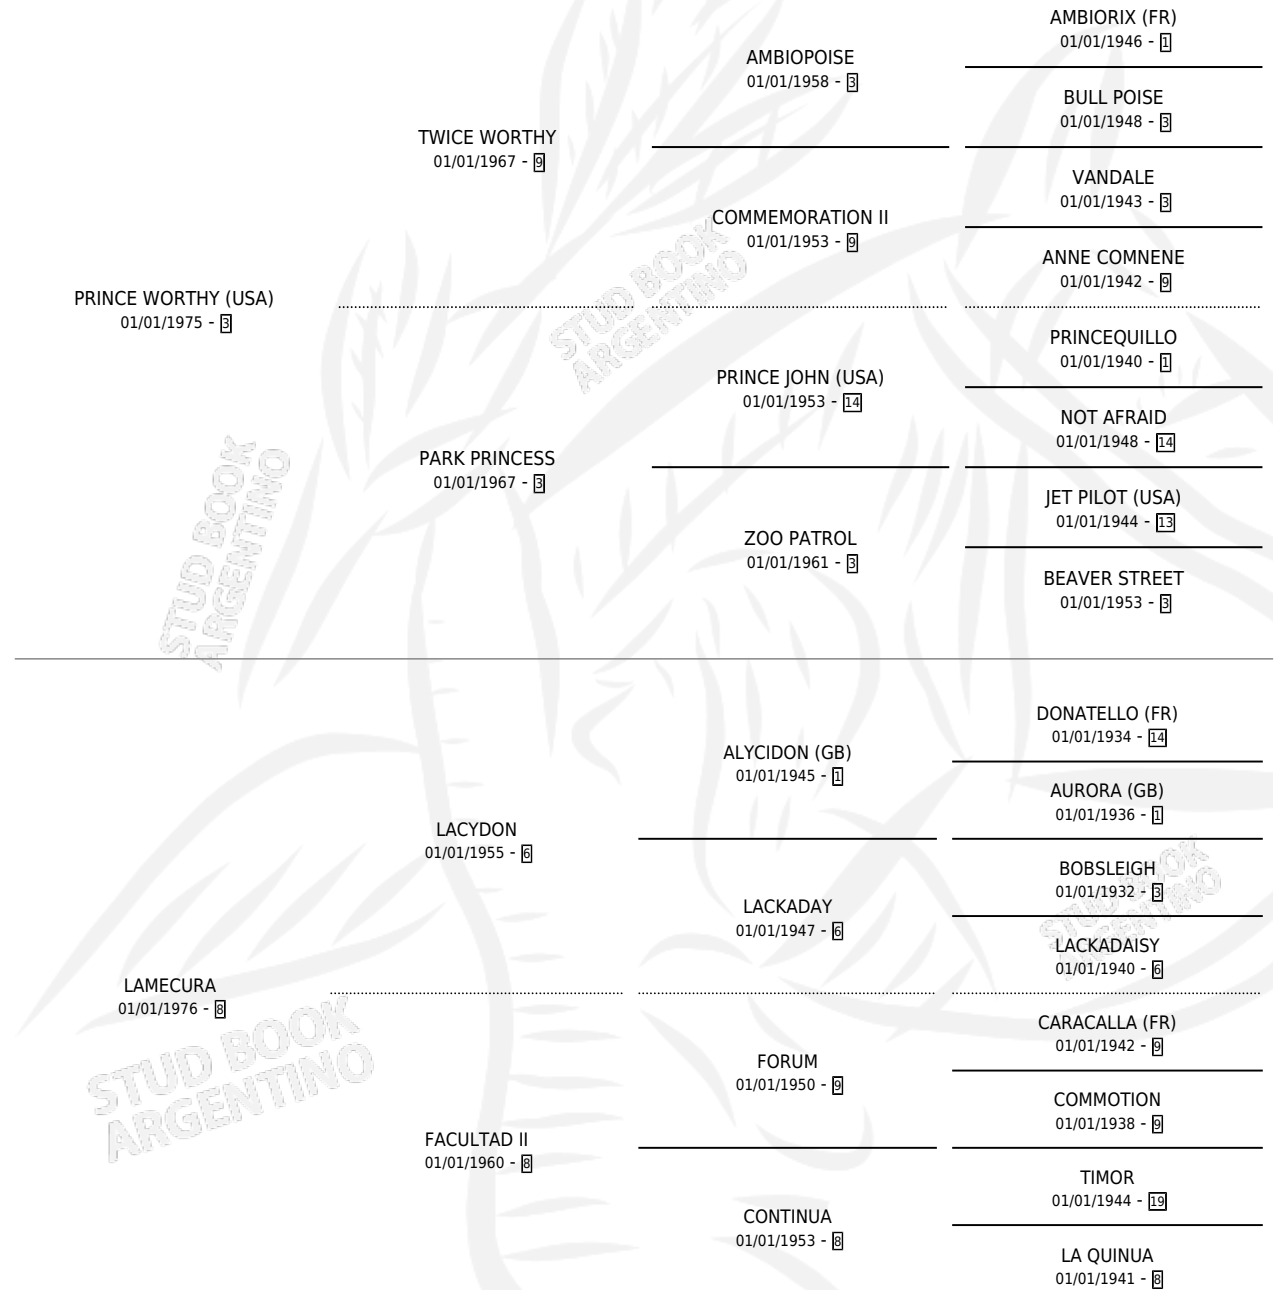 PRINCE WORTHY (USA)
01/01/1975 - 3
TWICE WORTHY
01/01/1967 - 9
PARK PRINCESS
01/01/1967 - 3
AMBIOPOISE
01/01/1958 - 3
COMMEMORATION II
01/01/1953 - 9
PRINCE JOHN (USA)
01/01/1953 - 14
ZOO PATROL
01/01/1961 - 3
AMBIORIX (FR)
01/01/1946 - 1
BULL POISE
01/01/1948 - 3
VANDALE
01/01/1943 - 3
ANNE COMNENE
01/01/1942 - 9
PRINCEQUILLO
01/01/1940 - 1
NOT AFRAID
01/01/1948 - 14
JET PILOT (USA)
01/01/1944 - 13
BEAVER STREET
01/01/1953 - 3
LAMECURA
01/01/1976 - 8
LACYDON
01/01/1955 - 6
FACULTAD II
01/01/1960 - 8
ALYCIDON (GB)
01/01/1945 - 1
LACKADAY
01/01/1947 - 6
FORUM
01/01/1950 - 9
CONTINUA
01/01/1953 - 8
DONATELLO (FR)
01/01/1934 - 14
AURORA (GB)
01/01/1936 - 1
BOBSLEIGH
01/01/1932 - 3
LACKADAISY
01/01/1940 - 6
CARACALLA (FR)
01/01/1942 - 9
COMMOTION
01/01/1938 - 9
TIMOR
01/01/1944 - 19
LA QUINUA
01/01/1941 - 8
STUD BOOK
ARGENTINO
STUD BOOK
ARGENTINO
STUD BOOK
ARGENTINO
STUD BOOK
ARGENTINO